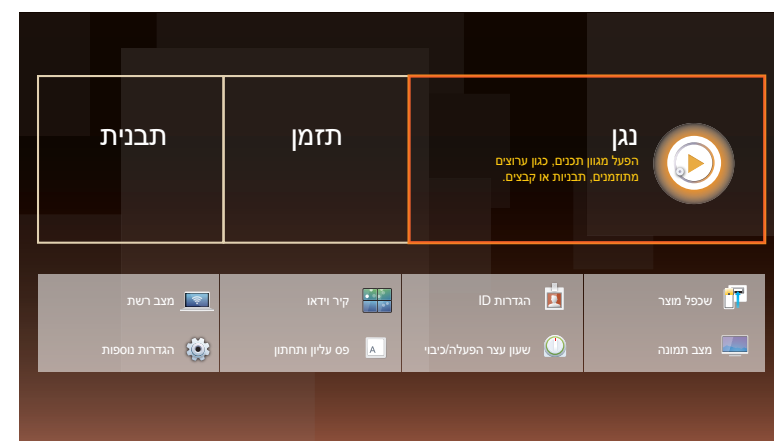 נגן
הפעל מגוון תכנים, כגון ערוצים
מתוזמנים, תבניות או קבצים.
תזמן
תבנית
שכפל מוצר
הגדרות ID
קיר וידאו
מצב רשת
מצב תמונה
שעון עצר הפעלה/כיבוי
A
פס עליון ותחתון
הגדרות נוספות